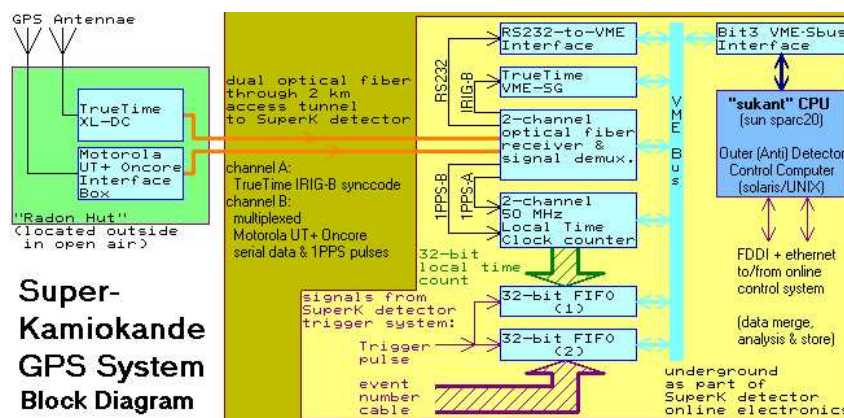 GPS Antennae
TrueTime
XL-DC
Motorola
UT+ Oncore
Interface
Box
"Radon Hut"
(located outside
in open air)
Super-
Kamiokande
GPS System
Block Diagram
dual optical fiber
through 2 km
access tunnel
to SuperK detector
channel A:
TrueTime IRIG-B synccode
channel B:
multiplexed
Motorola UT+ Oncore
serial data & 1PPS pulses
RS232
IRIG-B
1PPS-B
1PPS-A
RS232-to-VME
Interface
TrueTime
VME-SG
2-channel
optical fiber
receiver &
signal demux.
2-channel
50 MHz
Local Time
Clock counter
32-bit
local time
count
signals from
SuperK detector
trigger system:
Trigger
pulse
event
number
cable
32-bit FIFO
(1)
32-bit FIFO
(2)
VME Bus
Bit3 VME-Sbus
Interface
"sukant" CPU
(sun sparc20)
Outer (Anti) Detector
Control Computer
(solaris/UNIX)
FDDI + ethernet
to/from online
control system
(data merge,
analysis & store)
underground
as part of
SuperK detector
online electronics